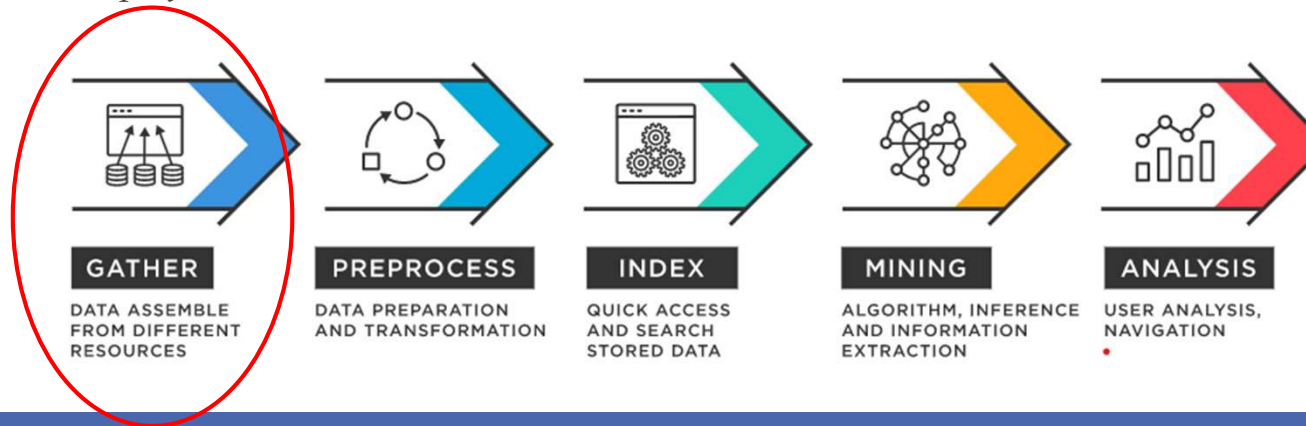 GATHER
DATA ASSEMBLE
FROM DIFFERENT
RESOURCES
PREPROCESS
DATA PREPARATION
AND TRANSFORMATION
INDEX
QUICK ACCESS
AND SEARCH
STORED DATA
MINING
ALGORITHM, INFERENCE
AND INFORMATION
EXTRACTION
ANALYSIS
USER ANALYSIS,
NAVIGATION